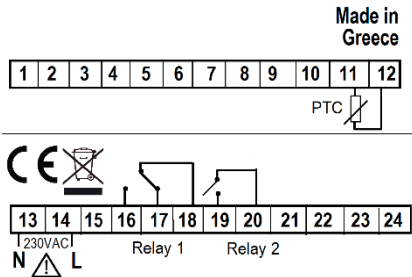 Made in
Greece
1 2 3 4 5 6 7 8 9 10 11 12
PTC
CE
13 14 15 16 17 18 19 20 21 22 23 24
230VAC
Relay 1 Relay 2
N L